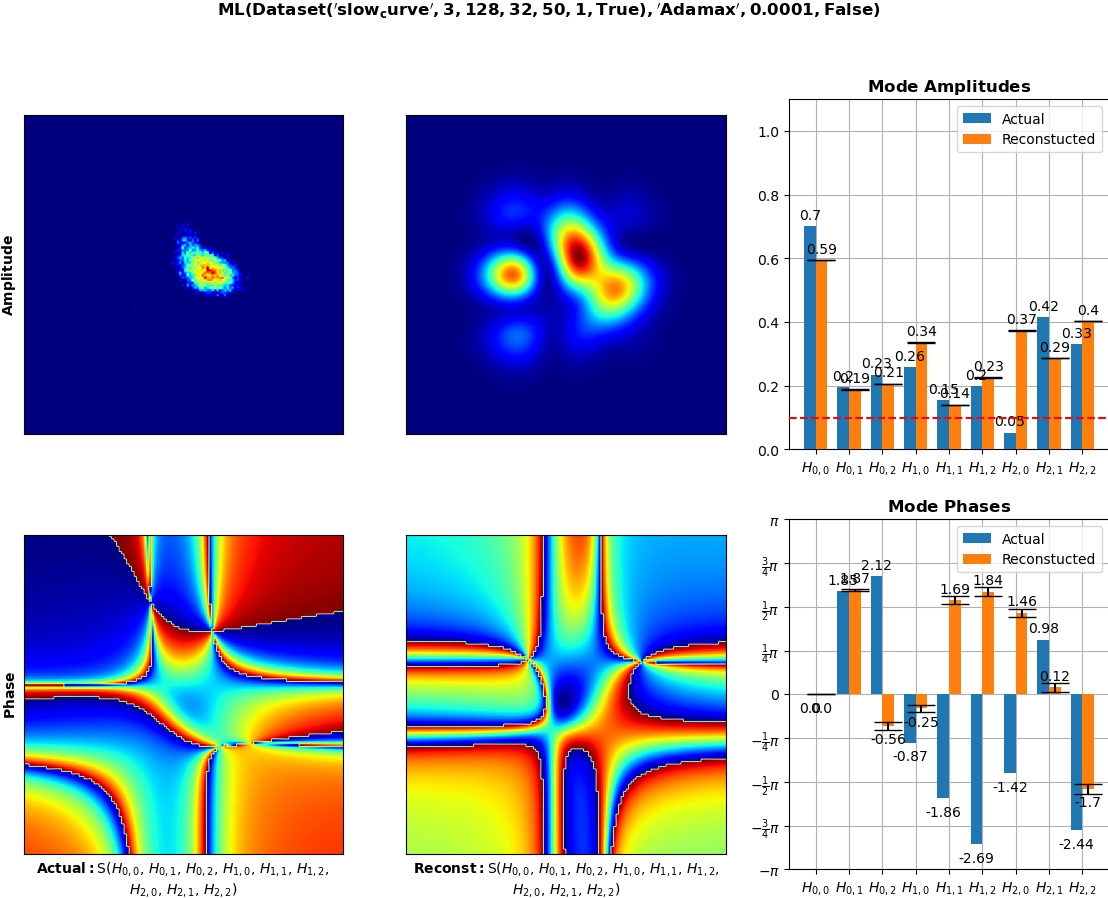 ML(Dataset('slow_curve', 3, 128, 32, 50, 1, True), 'Adamax', 0.0001, False)
Amplitude
Mode Amplitudes
Actual
Reconstucted
1.0
0.8
0.6
0.4
0.2
0.0
0.7
0.59
0.2
0.19
0.23
0.21
0.26
0.34
0.15
0.14
0.2
0.23
0.05
0.37
0.42
0.29
0.33
0.4
H0,0 H0,1 H0,2 H1,0 H1,1 H1,2 H2,0 H2,1 H2,2
Phase
Mode Phases
Actual
Reconstucted
π
3/4π
1/2π
1/4π
0
−1/4π
−1/2π
−3/4π
−π
0.0
0.0
1.85
1.87
2.12
-0.56
-0.87
-0.25
-1.86
1.69
-2.69
1.84
-1.42
1.46
0.98
0.12
-2.44
-1.7
H0,0 H0,1 H0,2 H1,0 H1,1 H1,2 H2,0 H2,1 H2,2
Actual: S(H0,0, H0,1, H0,2, H1,0, H1,1, H1,2,
H2,0, H2,1, H2,2)
Reconst: S(H0,0, H0,1, H0,2, H1,0, H1,1, H1,2,
H2,0, H2,1, H2,2)